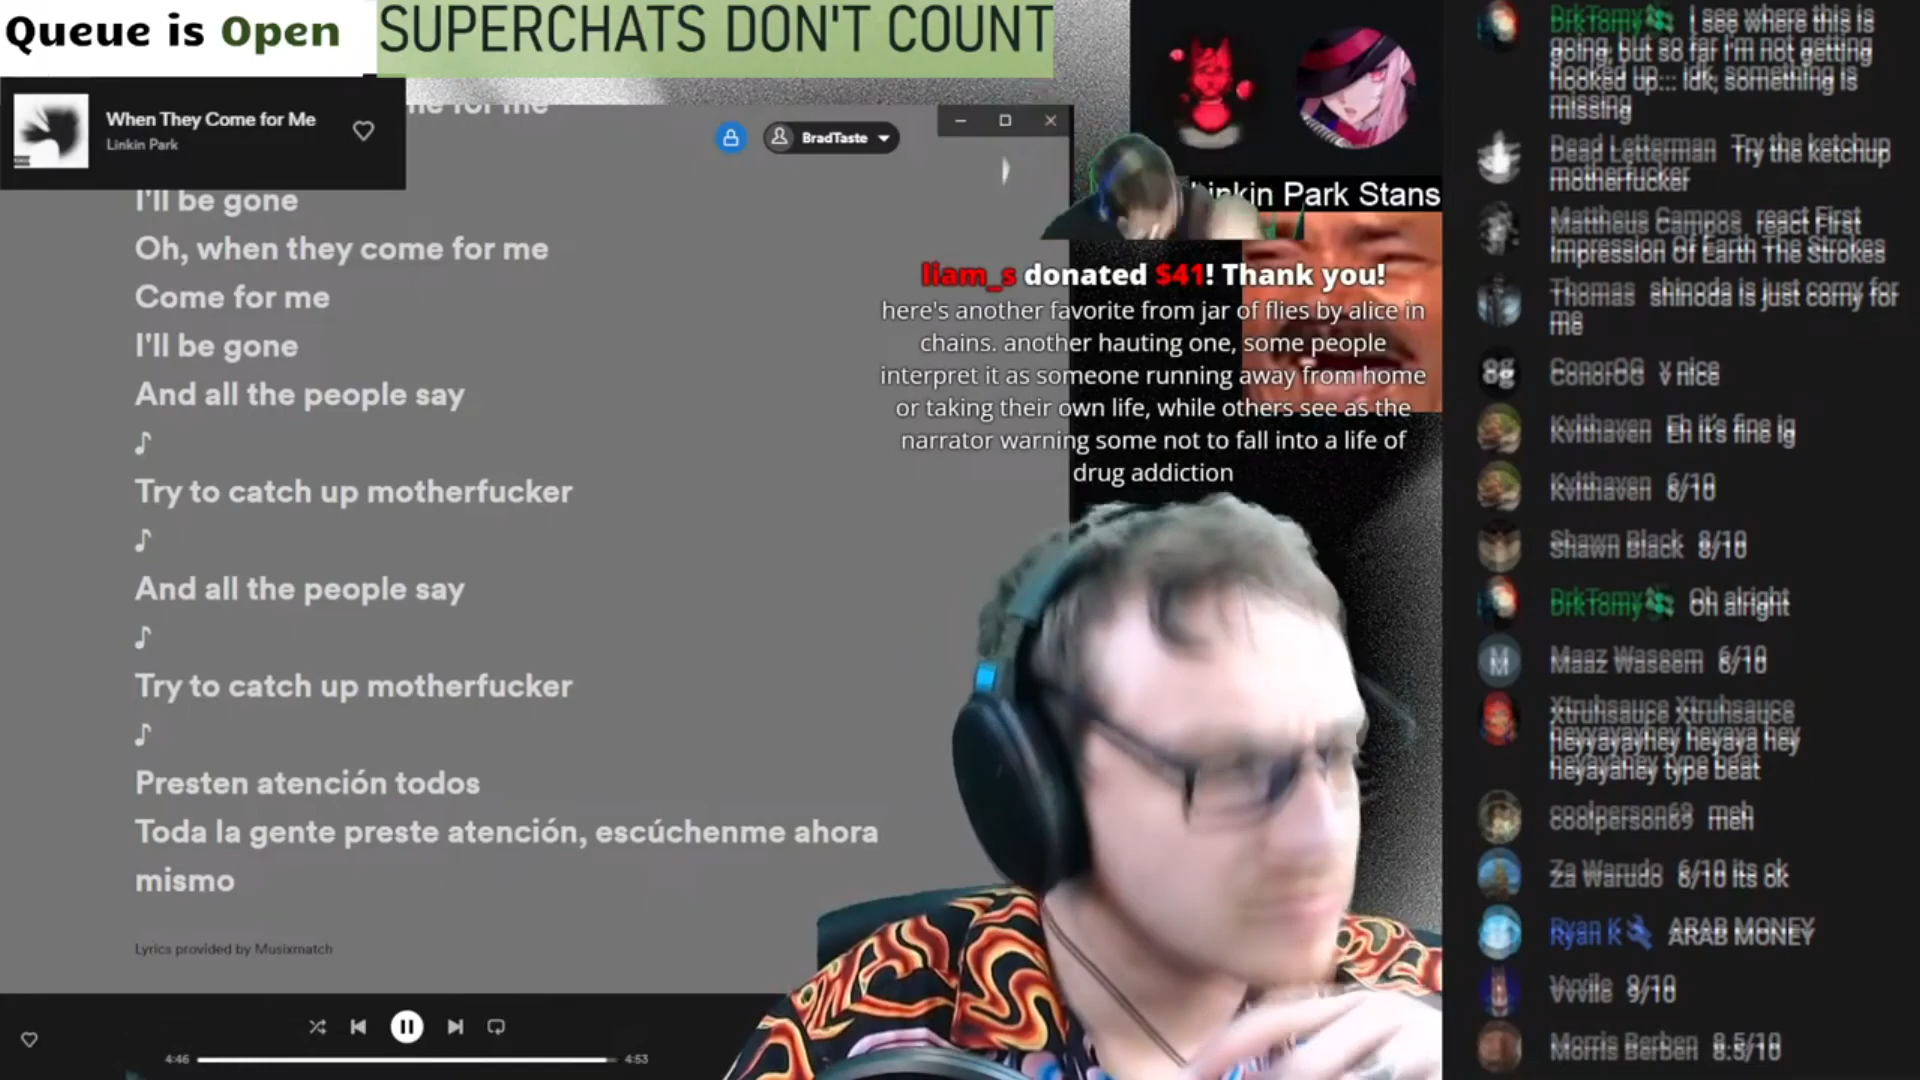 Queue is Open
SUPERCHATS DON'T COUNT
When They Come for Me
Linkin Park
me for me
BradTaste
I'll be gone
Oh, when they come for me
Come for me
I'll be gone
And all the people say
♪
Try to catch up motherfucker
♪
And all the people say
♪
Try to catch up motherfucker
♪
Presten atención todos
Toda la gente preste atención, escúchenme ahora
mismo
Lyrics provided by Musixmatch
4:46
4:53
Linkin Park Stans
liam_s donated $41! Thank you!
here's another favorite from jar of flies by alice in
chains. another hauting one, some people
interpret it as someone running away from home
or taking their own life, while others see as the
narrator warning some not to fall into a life of
drug addiction
DrkTomy I see where this is
going, but so far I'm not getting
hooked up... idk, something is
missing
Dead Letterman Try the ketchup
motherfucker
Mattheus Campos react First
Impression Of Earth The Strokes
Thomas shinoda is just corny for
me
8g
ConorOG v nice
Kvlthaven Eh it's fine ig
Kvlthaven 6/10
Shawn Black 8/10
DrkTomy Oh alright
M
Maaz Waseem 6/10
Xtruhsauce Xtruhsauce
heyyayayhey heyaya hey
heyayahey type beat
coolperson69 meh
Za Warudo 6/10 its ok
Ryan K ARAB MONEY
Vvvile 9/10
Morris Berben 8.5/10